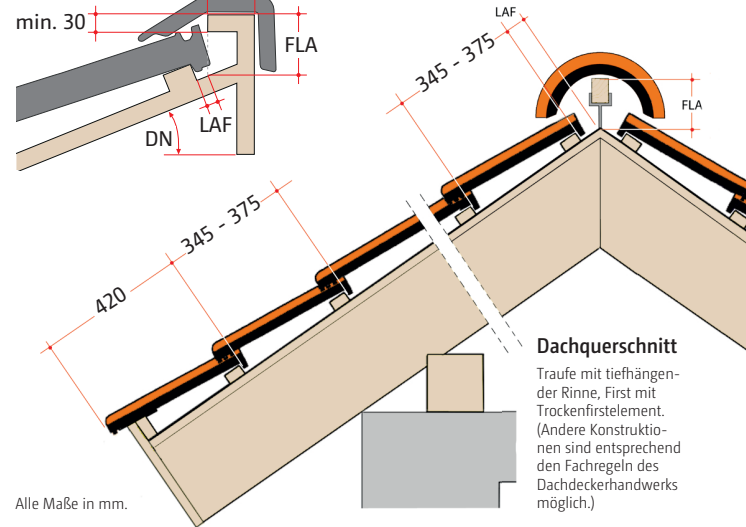 min. 30
FLA
LAF
DN
LAF
345 - 375
FLA
345 - 375
420
Dachquerschnitt
Traufe mit tiefhängen-
der Rinne, First mit
Trockenfirstelement.
(Andere Konstruktio-
nen sind entsprechend
den Fachregeln des
Dachdeckerhandwerks
möglich.)
Alle Maße in mm.